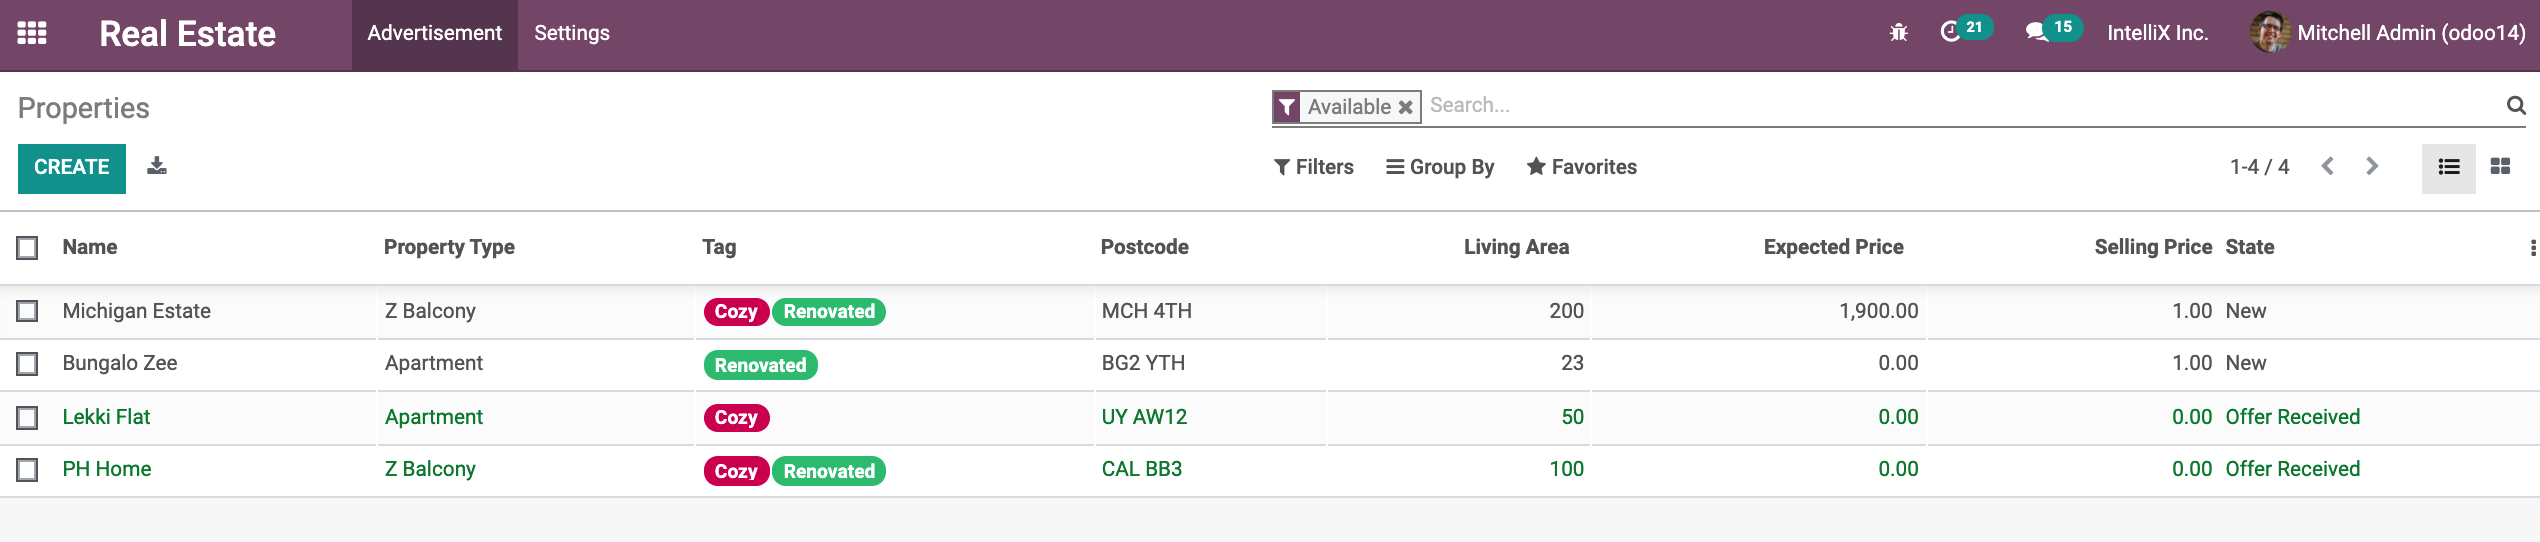 Real Estate Advertisement Settings 21 15 IntelliX Inc. Mitchell Admin (odoo14)
Properties Available Search...
CREATE Filters Group By Favorites 1-4 / 4
Name Property Type Tag Postcode Living Area Expected Price Selling Price State
Michigan Estate Z Balcony Cozy Renovated MCH 4TH 200 1,900.00 1.00 New
Bungalo Zee Apartment Renovated BG2 YTH 23 0.00 1.00 New
Lekki Flat Apartment Cozy UY AW12 50 0.00 0.00 Offer Received
PH Home Z Balcony Cozy Renovated CAL BB3 100 0.00 0.00 Offer Received